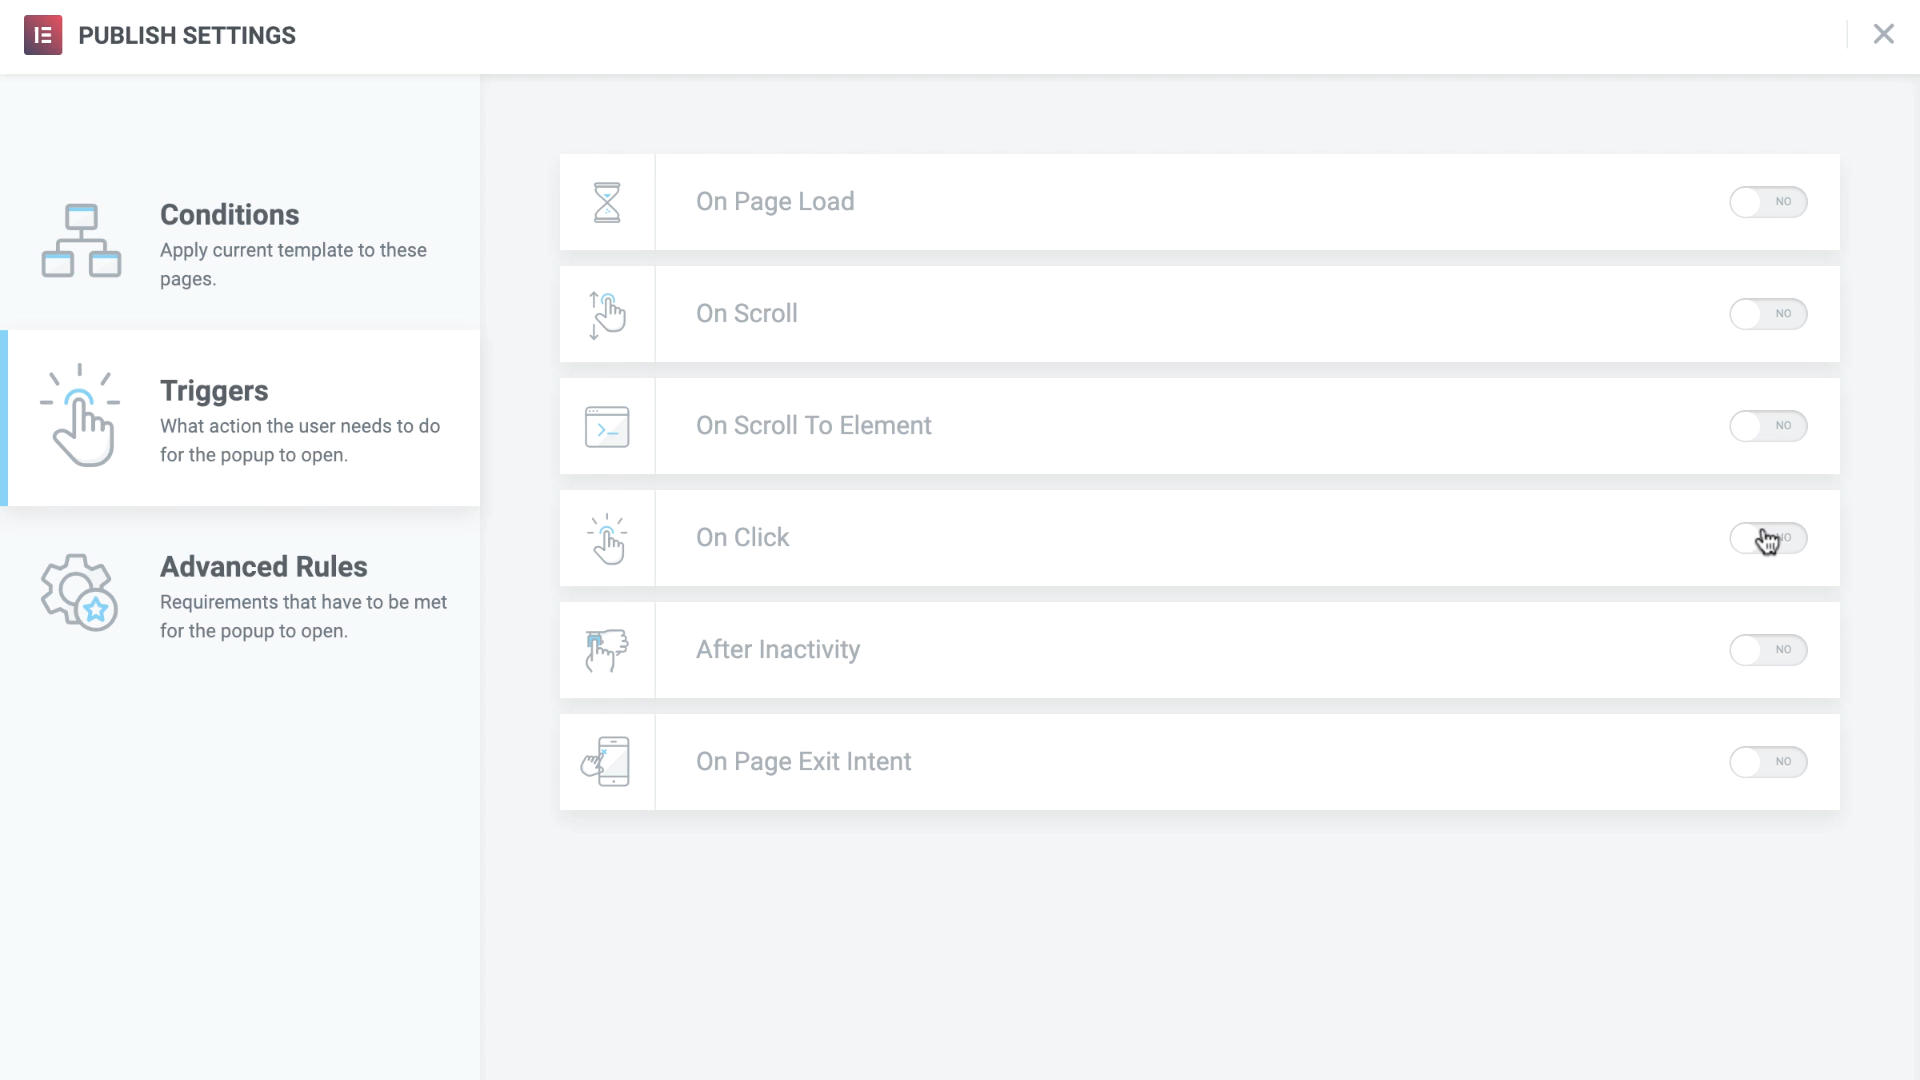 PUBLISH SETTINGS
Conditions
Apply current template to these
pages.
Triggers
What action the user needs to do
for the popup to open.
Advanced Rules
Requirements that have to be met
for the popup to open.
On Page Load
NO
On Scroll
NO
On Scroll To Element
NO
On Click
After Inactivity
NO
On Page Exit Intent
NO